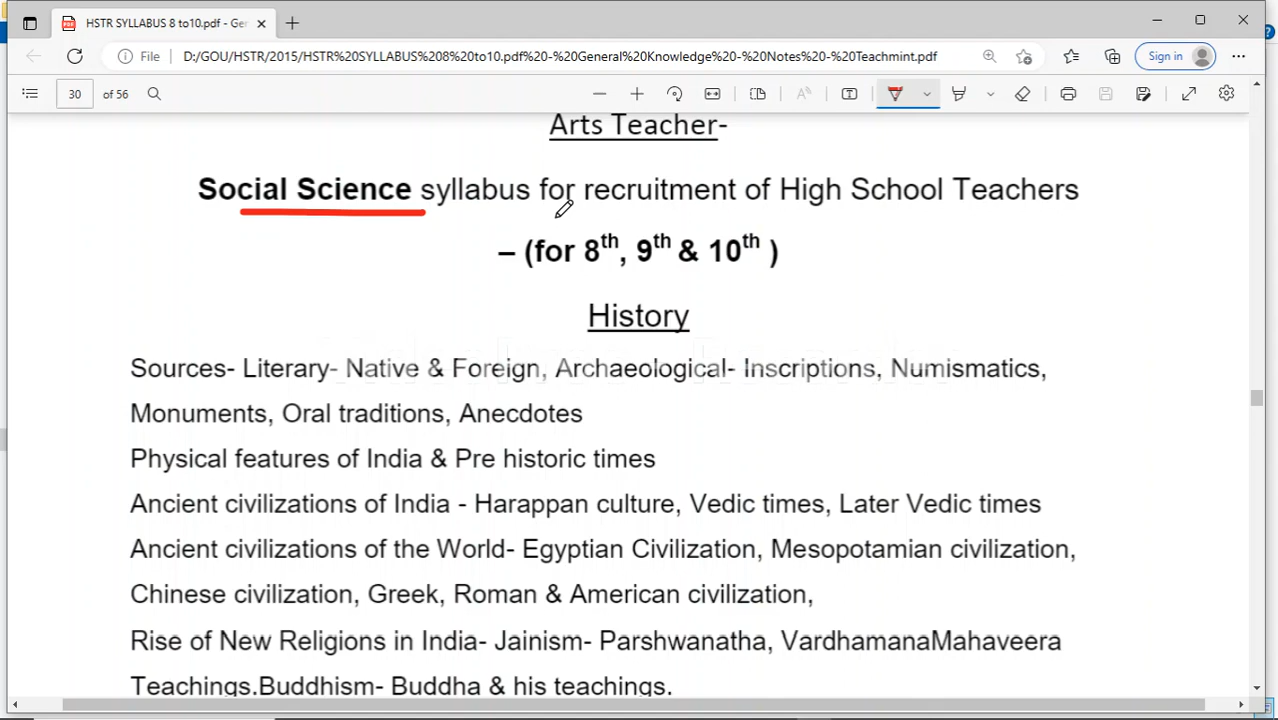 HSTR SYLLABUS 8 to10.pdf - Ger
File
D:/GOU/HSTR/2015/HSTR%20SYLLABUS%208%20to10.pdf%20-%20General%20Knowledge%20-%20Notes%20-%20Teachmint.pdf
Sign in
30 of 56
Arts Teacher-
Social Science syllabus for recruitment of High School Teachers
– (for 8th, 9th & 10th )
History
Sources- Literary- Native & Foreign, Archaeological- Inscriptions, Numismatics,
Monuments, Oral traditions, Anecdotes
Physical features of India & Pre historic times
Ancient civilizations of India - Harappan culture, Vedic times, Later Vedic times
Ancient civilizations of the World- Egyptian Civilization, Mesopotamian civilization,
Chinese civilization, Greek, Roman & American civilization,
Rise of New Religions in India- Jainism- Parshwanatha, VardhamanaMahaveera
Teachings.Buddhism- Buddha & his teachings.